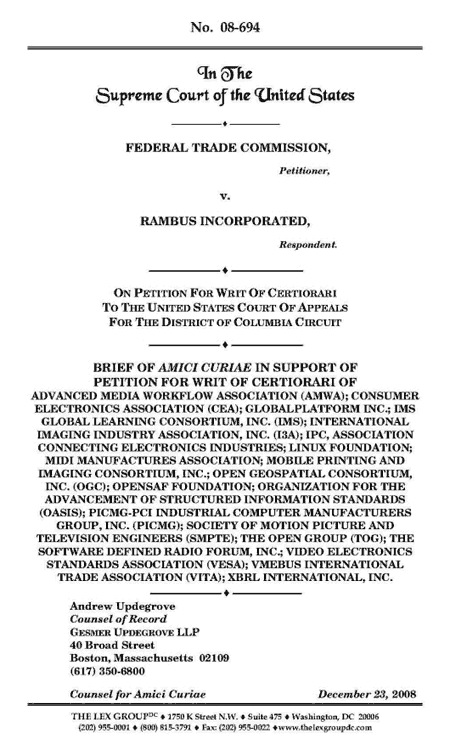 No. 08-694
In The
Supreme Court of the United States
FEDERAL TRADE COMMISSION,
Petitioner,
v.
RAMBUS INCORPORATED,
Respondent.
ON PETITION FOR WRIT OF CERTIORARI
TO THE UNITED STATES COURT OF APPEALS
FOR THE DISTRICT OF COLUMBIA CIRCUIT
BRIEF OF AMICI CURIAE IN SUPPORT OF
PETITION FOR WRIT OF CERTIORARI OF
ADVANCED MEDIA WORKFLOW ASSOCIATION (AMWA); CONSUMER
ELECTRONICS ASSOCIATION (CEA); GLOBALPLATFORM INC.; IMS
GLOBAL LEARNING CONSORTIUM, INC. (IMS); INTERNATIONAL
IMAGING INDUSTRY ASSOCIATION, INC. (I3A); IPC, ASSOCIATION
CONNECTING ELECTRONICS INDUSTRIES; LINUX FOUNDATION;
MIDI MANUFACTURES ASSOCIATION; MOBILE PRINTING AND
IMAGING CONSORTIUM, INC.; OPEN GEOSPATIAL CONSORTIUM,
INC. (OGC); OPENSAF FOUNDATION; ORGANIZATION FOR THE
ADVANCEMENT OF STRUCTURED INFORMATION STANDARDS
(OASIS); PICMG-PCI INDUSTRIAL COMPUTER MANUFACTURERS
GROUP, INC. (PICMG); SOCIETY OF MOTION PICTURE AND
TELEVISION ENGINEERS (SMPTE); THE OPEN GROUP (TOG); THE
SOFTWARE DEFINED RADIO FORUM, INC.; VIDEO ELECTRONICS
STANDARDS ASSOCIATION (VESA); VMEBUS INTERNATIONAL
TRADE ASSOCIATION (VITA); XBRL INTERNATIONAL, INC.
Andrew Updegrove
Counsel of Record
GESMER UPDEGROVE LLP
40 Broad Street
Boston, Massachusetts 02109
(617) 350-6800
Counsel for Amici Curiae December 23, 2008
THE LEX GROUPDC ♦ 1750 K Street N.W. ♦ Suite 475 ♦ Washington, DC 20006
(202) 955-0001 ♦ (800) 815-3791 ♦ Fax: (202) 955-0022 ♦ www.thelexgroupdc.com